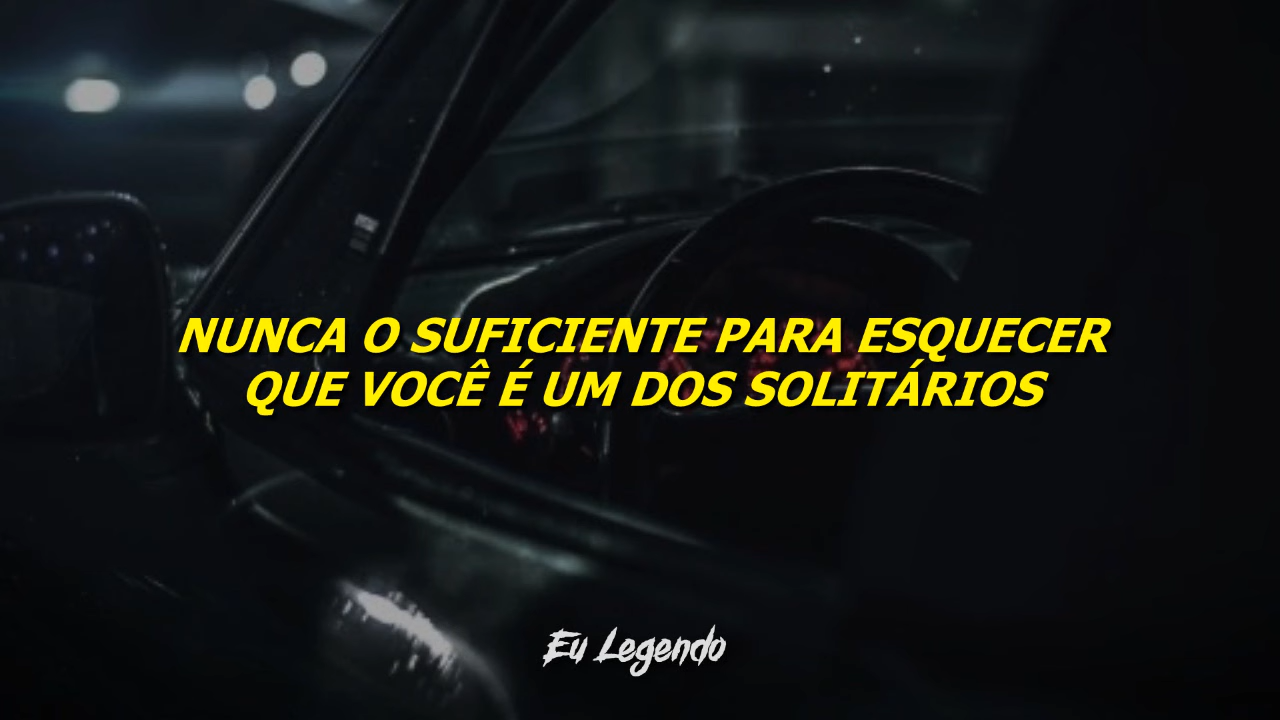 NUNCA O SUFICIENTE PARA ESQUECER
QUE VOCÊ É UM DOS SOLITÁRIOS
Eu Legendo